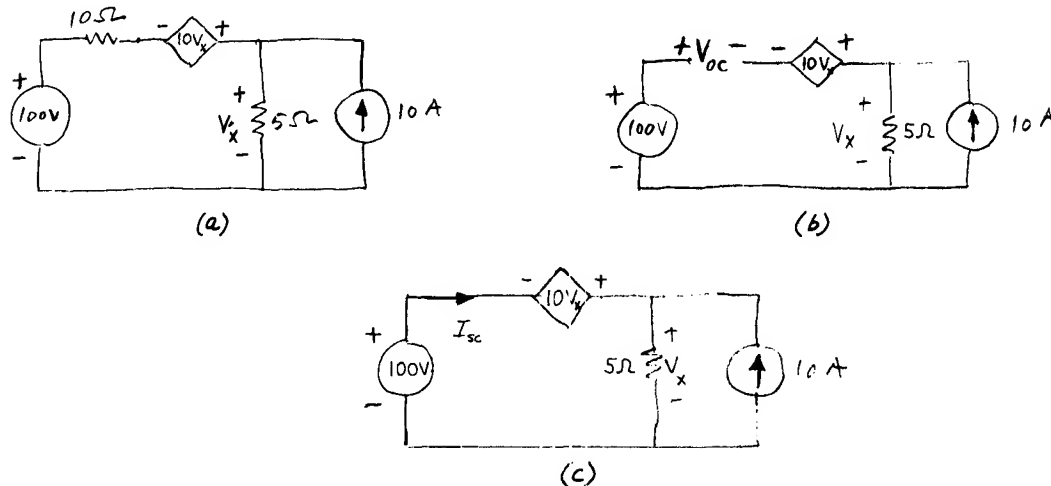 10Ω
- 10Vx +
+ 100V -
+ Vx - 5Ω
10 A
(a)
+ Voc - - 10Vx +
+ 100V -
+ Vx - 5Ω
10 A
(b)
- 10Vx +
Isc
+ 100V -
5Ω + Vx -
10 A
(c)